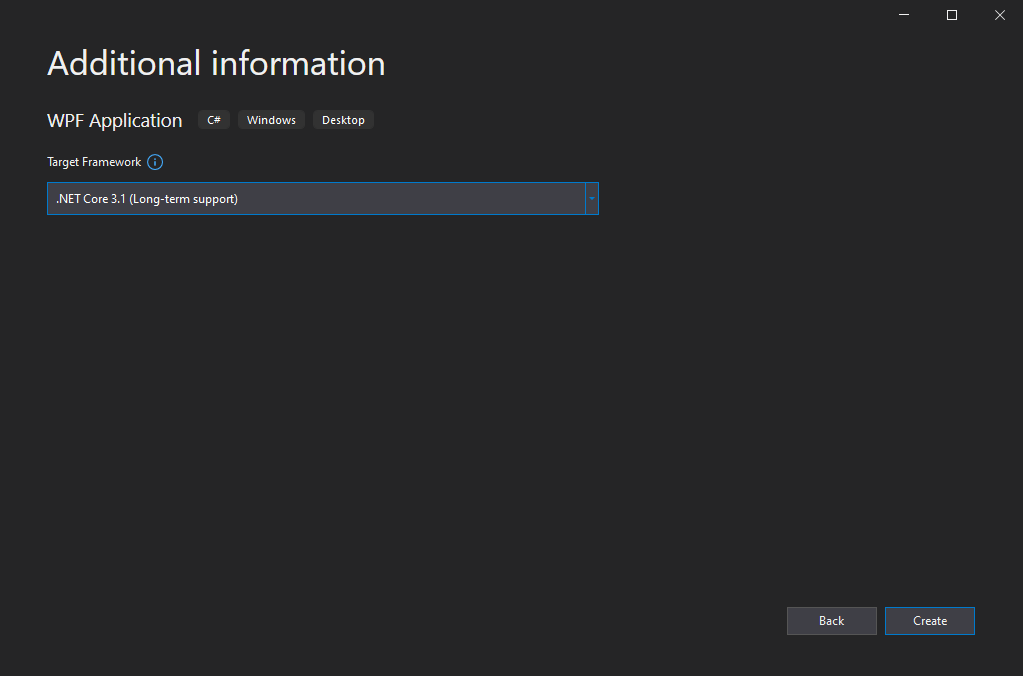 Additional information
WPF Application C# Windows Desktop
Target Framework
.NET Core 3.1 (Long-term support)
Back Create